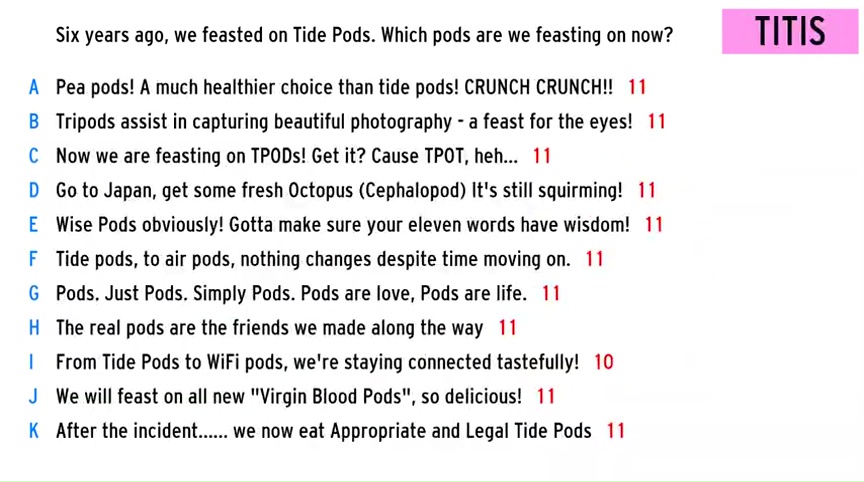 Six years ago, we feasted on Tide Pods. Which pods are we feasting on now?
TITIS
A Pea pods! A much healthier choice than tide pods! CRUNCH CRUNCH!! 11
B Tripods assist in capturing beautiful photography - a feast for the eyes! 11
C Now we are feasting on TPODs! Get it? Cause TPOT, heh... 11
D Go to Japan, get some fresh Octopus (Cephalopod) It's still squirming! 11
E Wise Pods obviously! Gotta make sure your eleven words have wisdom! 11
F Tide pods, to air pods, nothing changes despite time moving on. 11
G Pods. Just Pods. Simply Pods. Pods are love, Pods are life. 11
H The real pods are the friends we made along the way 11
I From Tide Pods to WiFi pods, we're staying connected tastefully! 10
J We will feast on all new "Virgin Blood Pods", so delicious! 11
K After the incident...... we now eat Appropriate and Legal Tide Pods 11